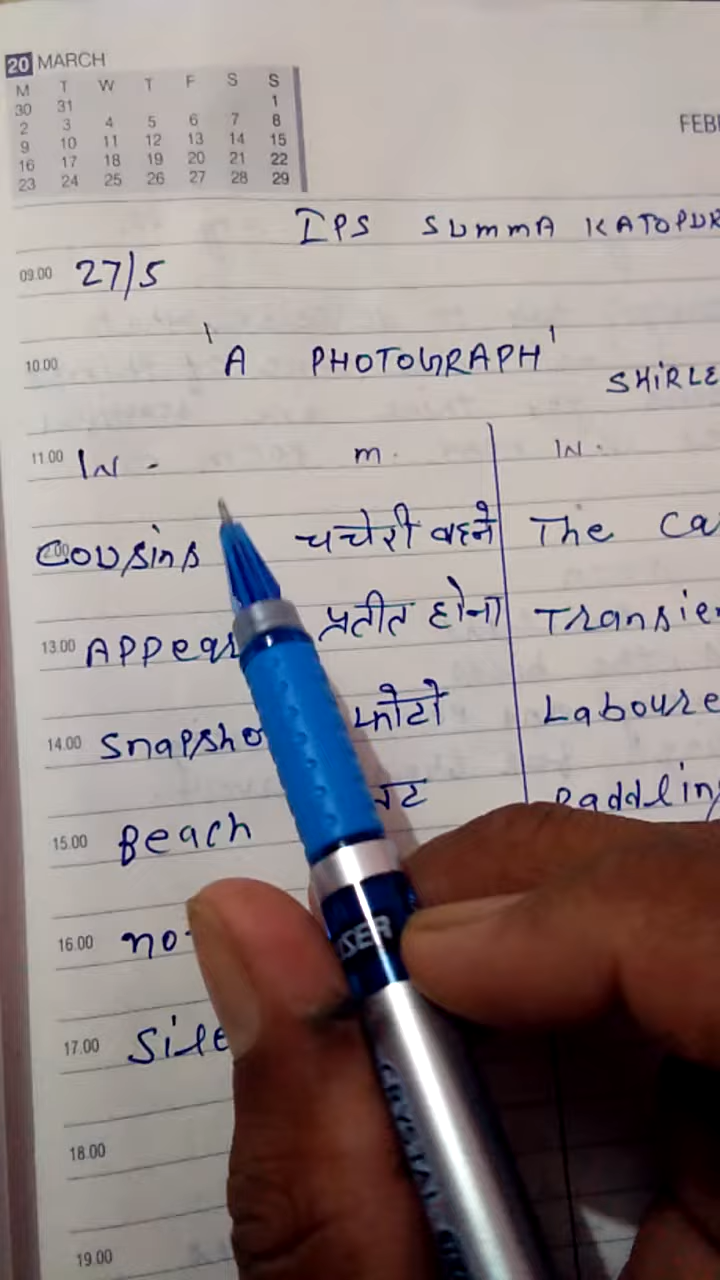 20 MARCH
M T W T F S S
30 31 1
2 3 4 5 6 7 8
9 10 11 12 13 14 15
16 17 18 19 20 21 22
23 24 25 26 27 28 29
FEB
IPS SUMMA KATOPUR
09.00 27/5
10.00 'A PHOTOGRAPH'
SHIRLE
11.00 W. m. W.
Cousins चचेरी बहने The Ca
13.00 Appear प्रतीत होना Transie
14.00 Snapsho फोटो Laboure
15.00 Beach Paddlin
16.00 no
17.00 Sile
18.00
19.00
CRYSTAL